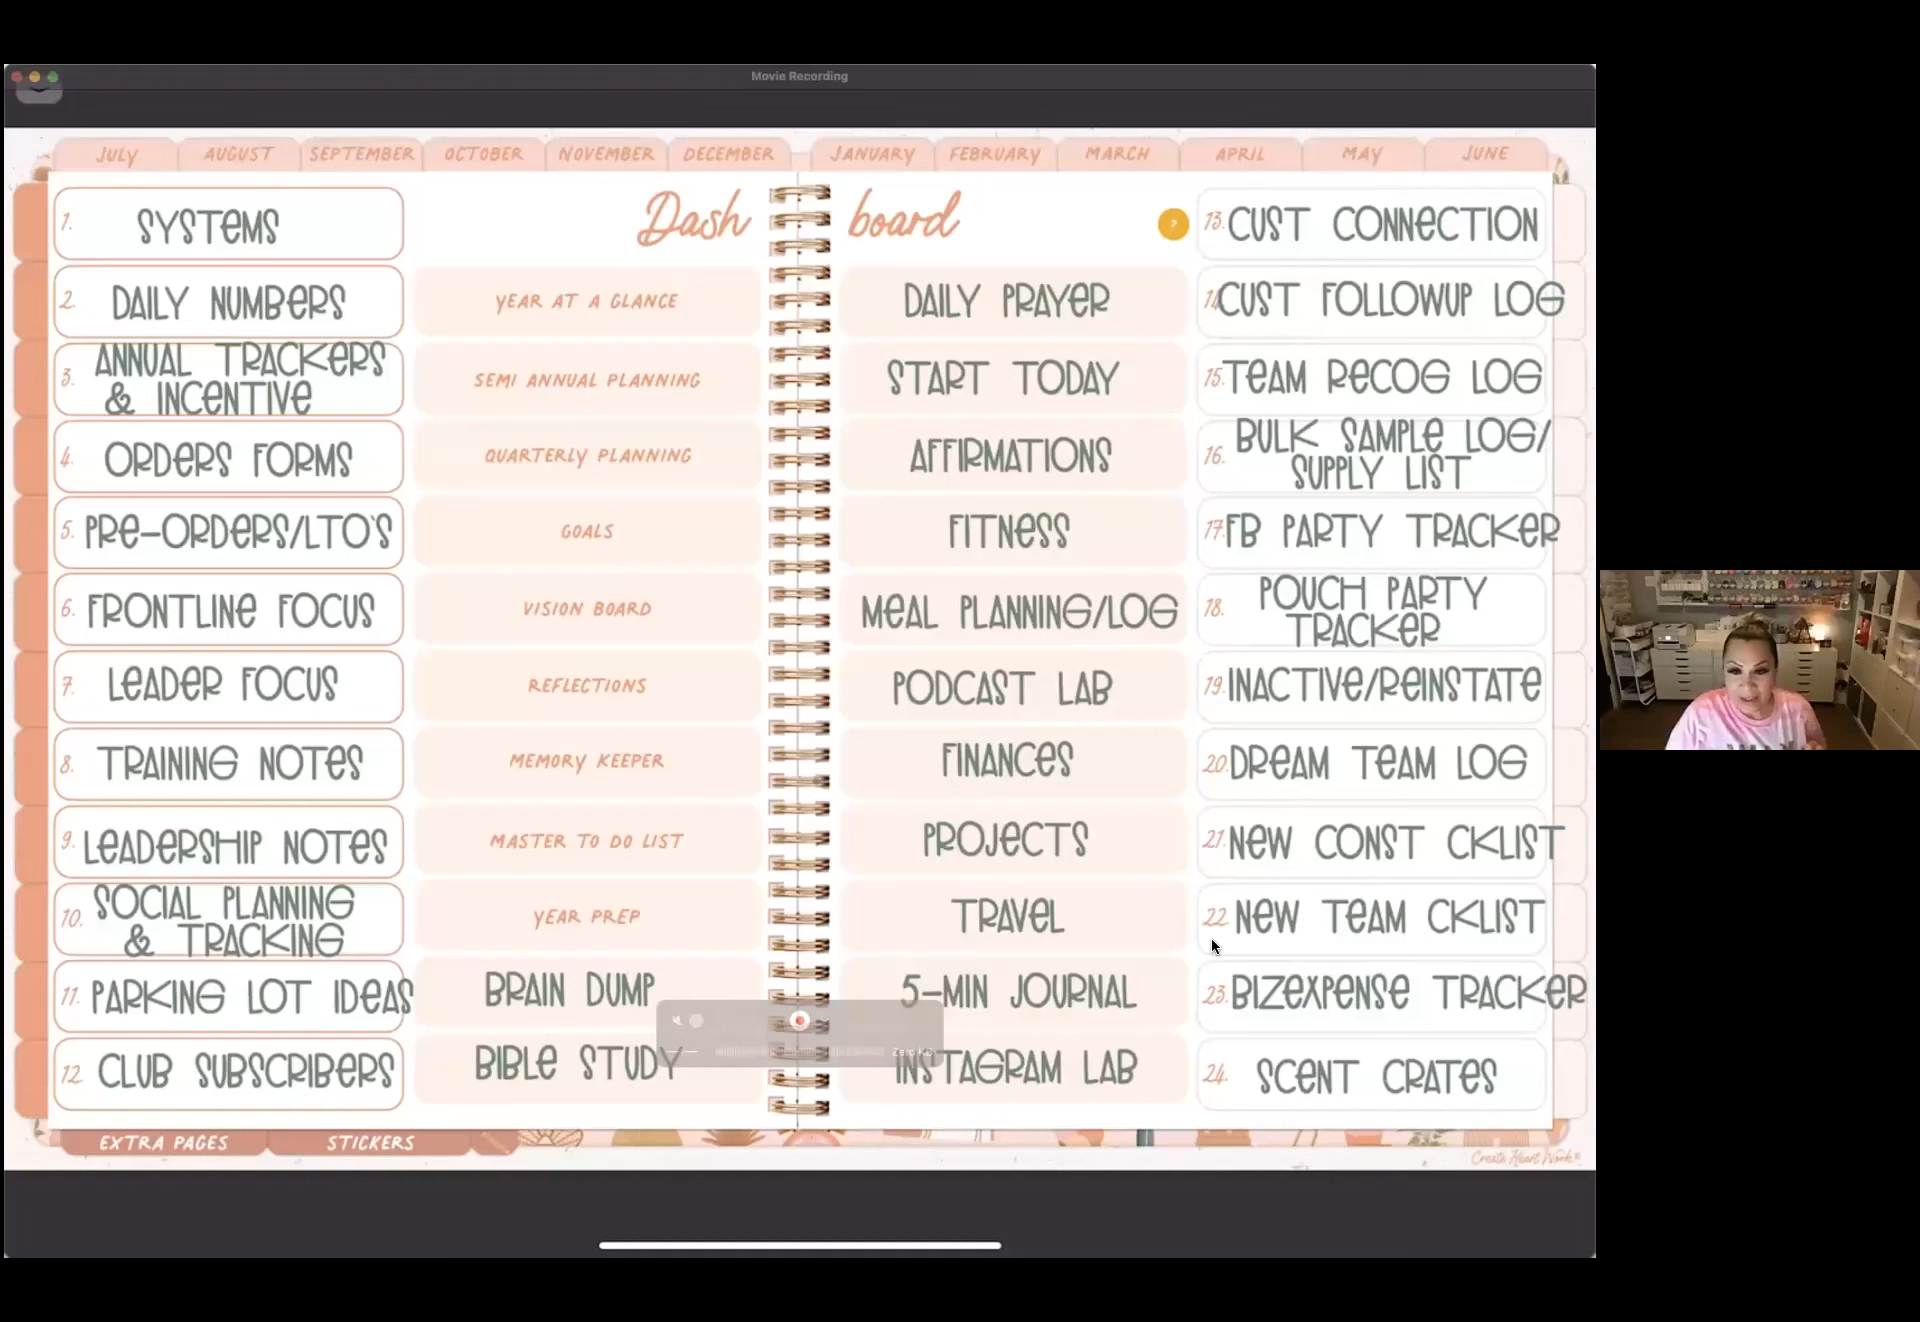 Movie Recording
JULY AUGUST SEPTEMBER OCTOBER NOVEMBER DECEMBER JANUARY FEBRUARY MARCH APRIL MAY JUNE
Dash board
?
1. SYSTEMS
2. DAILY NUMBERS
3. ANNUAL TRACKERS
& INCENTIVE
4. ORDERS FORMS
5. PRE-ORDERS/LTO'S
6. FRONTLINE FOCUS
7. LEADER FOCUS
8. TRAINING NOTES
9. LEADERSHIP NOTES
10. SOCIAL PLANNING
& TRACKING
11. PARKING LOT IDEAS
12. CLUB SUBSCRIBERS
YEAR AT A GLANCE
SEMI ANNUAL PLANNING
QUARTERLY PLANNING
GOALS
VISION BOARD
REFLECTIONS
MEMORY KEEPER
MASTER TO DO LIST
YEAR PREP
BRAIN DUMP
BIBLE STUDY
DAILY PRAYER
START TODAY
AFFIRMATIONS
FITNESS
MEAL PLANNING/LOG
PODCAST LAB
FINANCES
PROJECTS
TRAVEL
5-MIN JOURNAL
INSTAGRAM LAB
13. CUST CONNECTION
14. CUST FOLLOWUP LOG
15. TEAM RECOG LOG
16. BULK SAMPLE LOG/
SUPPLY LIST
17. FB PARTY TRACKER
18. POUCH PARTY
TRACKER
19. INACTIVE/REINSTATE
20. DREAM TEAM LOG
21. NEW CONST CKLIST
22. NEW TEAM CKLIST
23. BIZEXPENSE TRACKER
24. SCENT CRATES
Zero KB
EXTRA PAGES STICKERS
Create Heart Work®